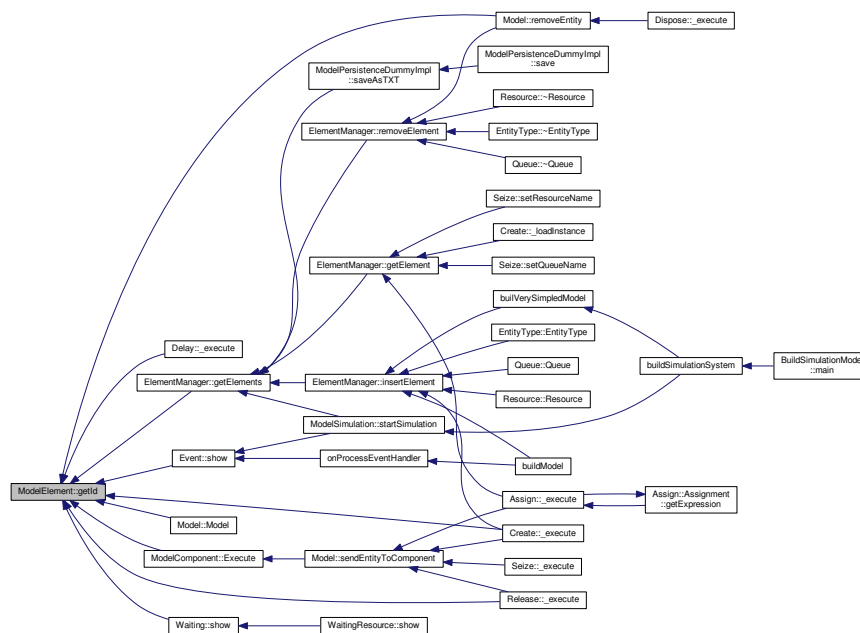 Model::removeEntity
Dispose::_execute
ModelPersistenceDummyImpl
::saveAsTXT
ModelPersistenceDummyImpl
::save
Resource::~Resource
ElementManager::removeElement
EntityType::~EntityType
Queue::~Queue
Seize::setResourceName
Create::_loadInstance
ElementManager::getElement
Seize::setQueueName
builVerySimpledModel
EntityType::EntityType
Delay::_execute
Queue::Queue
buildSimulationSystem
BuildSimulationModel
::main
ElementManager::getElements
ElementManager::insertElement
Resource::Resource
ModelSimulation::startSimulation
Event::show
onProcessEventHandler
buildModel
ModelElement::getId
Assign::_execute
Assign::Assignment
::getExpression
Model::Model
Create::_execute
ModelComponent::Execute
Model::sendEntityToComponent
Seize::_execute
Release::_execute
Waiting::show
WaitingResource::show